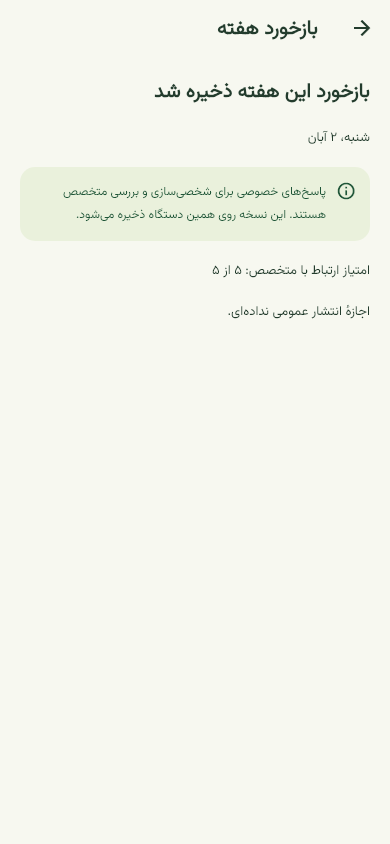 بازخورد هفته
بازخورد این هفته ذخیره شد
شنبه، ۲ آبان
پاسخ‌های خصوصی برای شخصی‌سازی و بررسی متخصص
هستند. این نسخه روی همین دستگاه ذخیره می‌شود.
امتیاز ارتباط با متخصص: ۵ از ۵
اجازهٔ انتشار عمومی نداده‌ای.